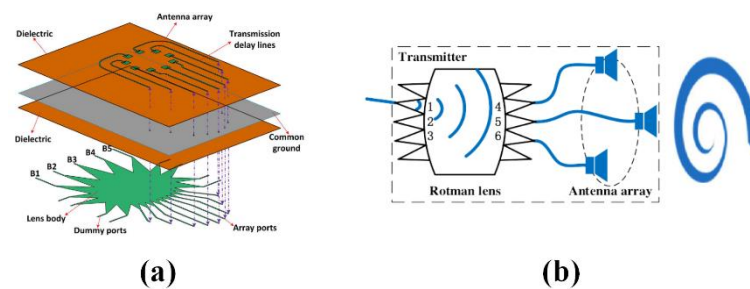 Antenna array
Dielectric
Transmission
delay lines
Dielectric
Common
ground
B5
B4
B3
B2
B1
Lens body
Dummy ports
Array ports
(a)
Transmitter
1
2
3
4
5
6
Rotman lens
Antenna array
(b)